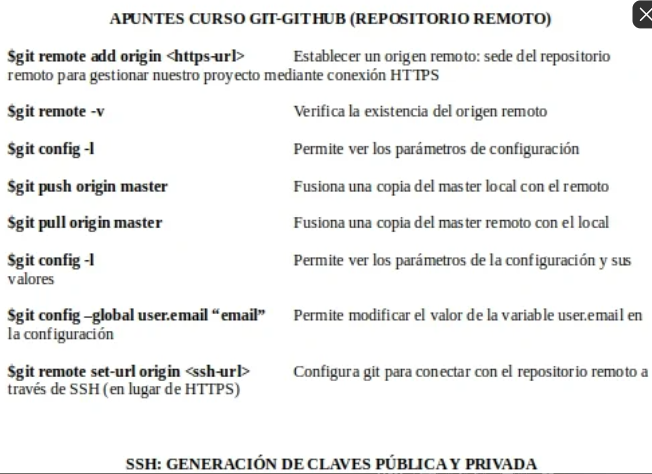 APUNTES CURSO GIT-GITHUB (REPOSITORIO REMOTO)
$git remote add origin <https-url> Establecer un origen remoto: sede del repositorio
remoto para gestionar nuestro proyecto mediante conexión HTTPS
$git remote -v Verifica la existencia del origen remoto
$git config -l Permite ver los parámetros de configuración
$git push origin master Fusiona una copia del master local con el remoto
$git pull origin master Fusiona una copia del master remoto con el local
$git config -l Permite ver los parámetros de la configuración y sus
valores
$git config –global user.email “email” Permite modificar el valor de la variable user.email en
la configuración
$git remote set-url origin <ssh-url> Configura git para conectar con el repositorio remoto a
través de SSH (en lugar de HTTPS)
SSH: GENERACIÓN DE CLAVES PÚBLICA Y PRIVADA